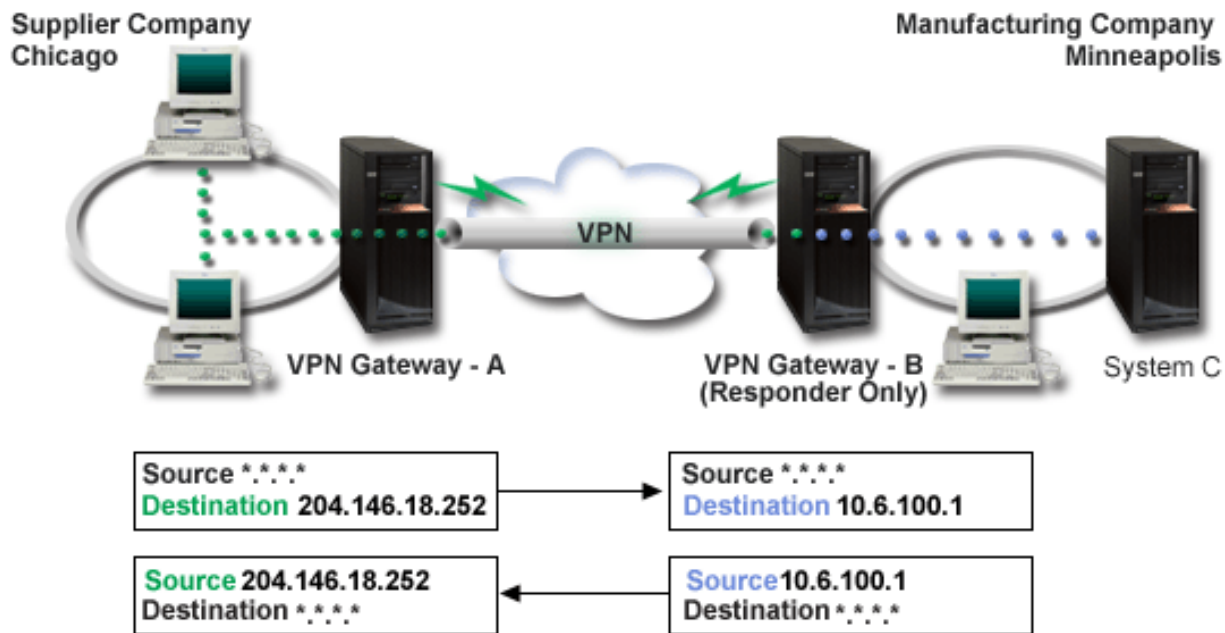 Supplier Company
Chicago
Manufacturing Company
Minneapolis
VPN
VPN Gateway - A
VPN Gateway - B
(Responder Only)
System C
Source *.*.*.*
Destination 204.146.18.252
Source *.*.*.*
Destination 10.6.100.1
Source 204.146.18.252
Destination *.*.*.*
Source 10.6.100.1
Destination *.*.*.*